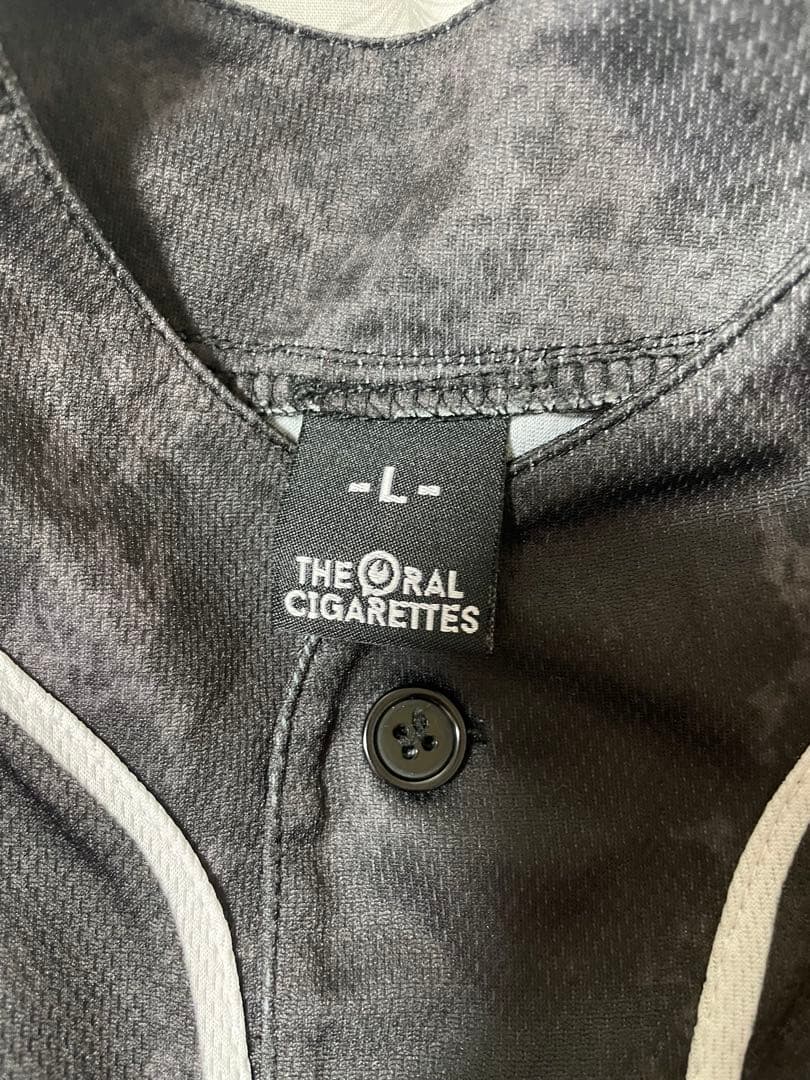 -L-
THE ORAL
CIGARETTES